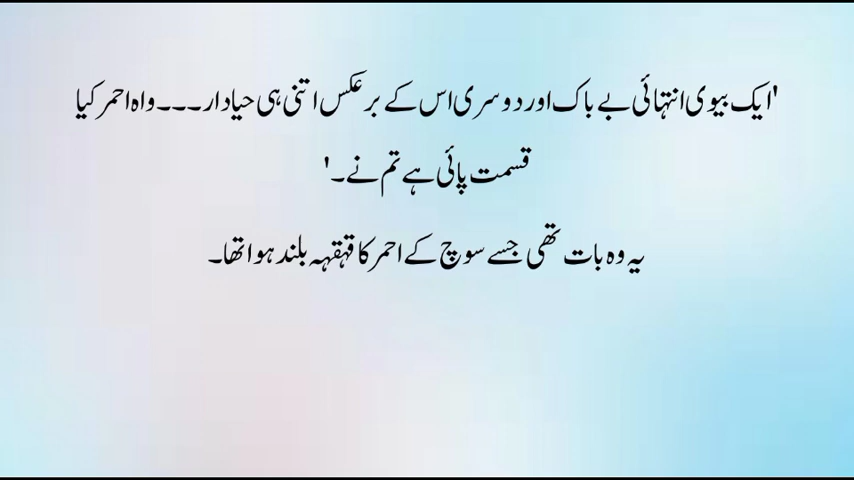 'ایک بیوی انتہائی بے باک اور دوسری اس کے برعکس اتنی ہی حیادار۔۔۔واہ احمر کیا
قسمت پائی ہے تم نے۔'
یہ وہ بات تھی جسے سوچ کے احمر کا قہقہہ بلند ہوا تھا۔